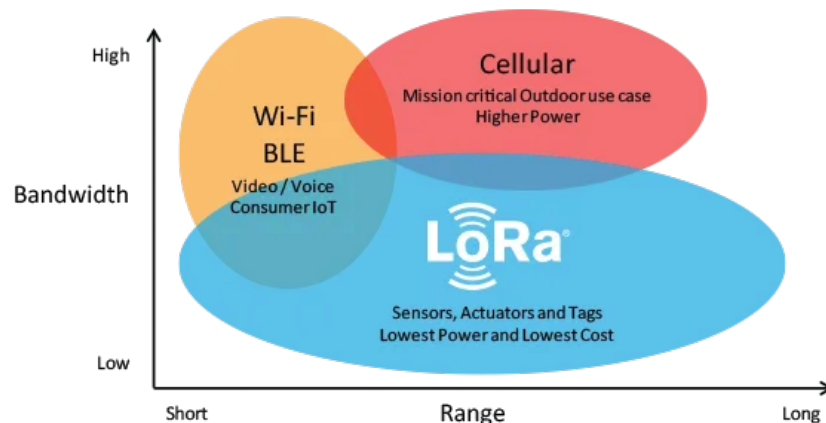 High
Cellular
Mission critical Outdoor use case
Higher Power
Wi-Fi
BLE
Video / Voice
Consumer IoT
Bandwidth
LoRa®
Sensors, Actuators and Tags
Lowest Power and Lowest Cost
Low
Short
Range
Long